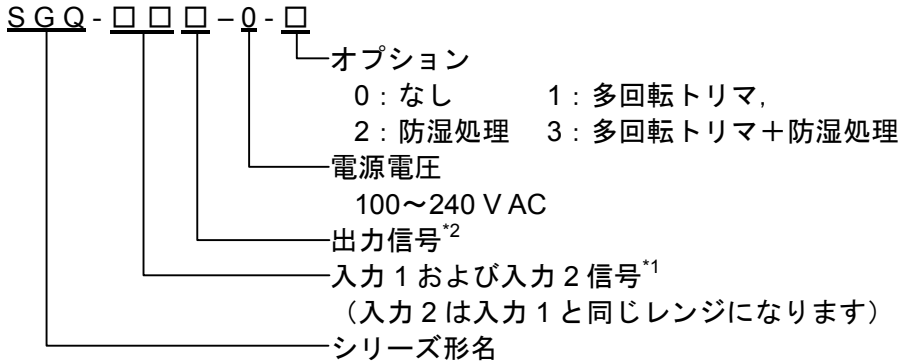 SGQ-□□□–0-□
オプション
0：なし　　1：多回転トリマ,
2：防湿処理　3：多回転トリマ＋防湿処理
電源電圧
100～240 V AC
出力信号*2
入力 1 および入力 2 信号*1
（入力 2 は入力 1 と同じレンジになります）
シリーズ形名